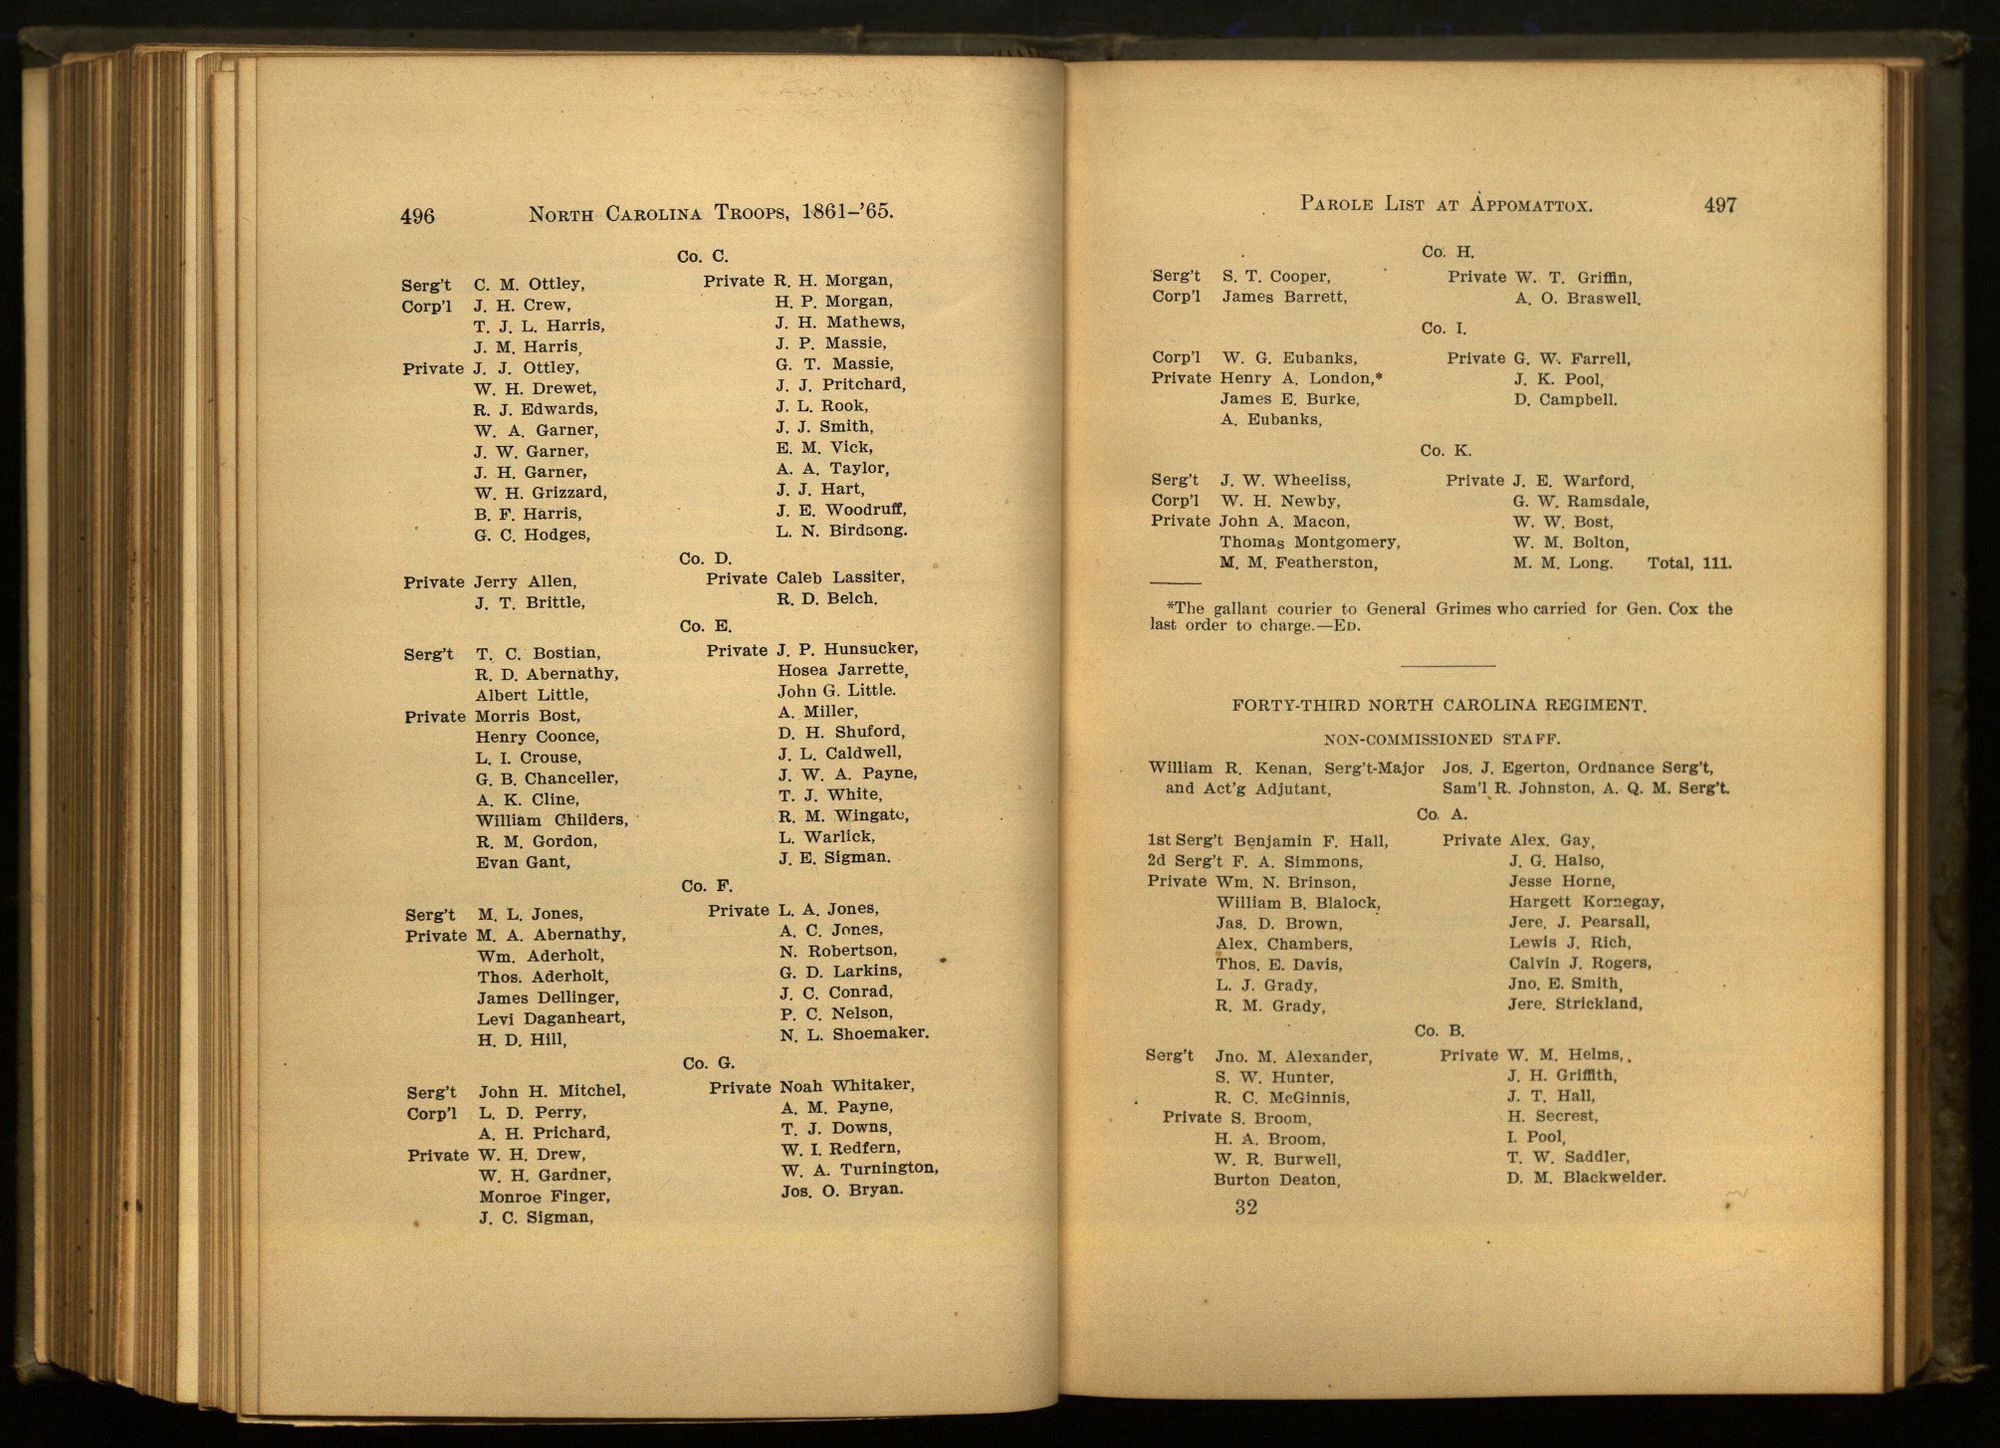 496 NORTH CAROLINA TROOPS, 1861-'65.
Co. C.
Serg't C. M. Ottley,
Corp'l J. H. Crew,
T. J. L. Harris,
J. M. Harris,
Private J. J. Ottley,
W. H. Drewet,
R. J. Edwards,
W. A. Garner,
J. W. Garner,
J. H. Garner,
W. H. Grizzard,
B. F. Harris,
G. C. Hodges,
Private R. H. Morgan,
H. P. Morgan,
J. H. Mathews,
J. P. Massie,
G. T. Massie,
J. J. Pritchard,
J. L. Rook,
J. J. Smith,
E. M. Vick,
A. A. Taylor,
J. J. Hart,
J. E. Woodruff,
L. N. Birdsong.
Co. D.
Private Jerry Allen,
J. T. Brittle,
Private Caleb Lassiter,
R. D. Belch.
Co. E.
Serg't T. C. Bostian,
R. D. Abernathy,
Albert Little,
Private Morris Bost,
Henry Coonce,
L. I. Crouse,
G. B. Chanceller,
A. K. Cline,
William Childers,
R. M. Gordon,
Evan Gant,
Private J. P. Hunsucker,
Hosea Jarrette,
John G. Little.
A. Miller,
D. H. Shuford,
J. L. Caldwell,
J. W. A. Payne,
T. J. White,
R. M. Wingate,
L. Warlick,
J. E. Sigman.
Co. F.
Serg't M. L. Jones,
Private M. A. Abernathy,
Wm. Aderholt,
Thos. Aderholt,
James Dellinger,
Levi Daganheart,
H. D. Hill,
Private L. A. Jones,
A. C. Jones,
N. Robertson,
G. D. Larkins,
J. C. Conrad,
P. C. Nelson,
N. L. Shoemaker.
Co. G.
Serg't John H. Mitchel,
Corp'l L. D. Perry,
A. H. Prichard,
Private W. H. Drew,
W. H. Gardner,
Monroe Finger,
J. C. Sigman,
Private Noah Whitaker,
A. M. Payne,
T. J. Downs,
W. I. Redfern,
W. A. Turnington,
Jos. O. Bryan.
PAROLE LIST AT APPOMATTOX. 497
Co. H.
Serg't S. T. Cooper,
Corp'l James Barrett,
Private W. T. Griffin,
A. O. Braswell.
Co. I.
Corp'l W. G. Eubanks,
Private Henry A. London,*
James E. Burke,
A. Eubanks,
Private G. W. Farrell,
J. K. Pool,
D. Campbell.
Co. K.
Serg't J. W. Wheeliss,
Corp'l W. H. Newby,
Private John A. Macon,
Thomas Montgomery,
M. M. Featherston,
Private J. E. Warford,
G. W. Ramsdale,
W. W. Bost,
W. M. Bolton,
M. M. Long. Total, 111.
*The gallant courier to General Grimes who carried for Gen. Cox the
last order to charge.—ED.
FORTY-THIRD NORTH CAROLINA REGIMENT.
NON-COMMISSIONED STAFF.
William R. Kenan, Serg't-Major
and Act'g Adjutant,
Jos. J. Egerton, Ordnance Serg't,
Sam'l R. Johnston, A. Q. M. Serg't.
Co. A.
1st Serg't Benjamin F. Hall,
2d Serg't F. A. Simmons,
Private Wm. N. Brinson,
William B. Blalock,
Jas. D. Brown,
Alex. Chambers,
Thos. E. Davis,
L. J. Grady,
R. M. Grady,
Private Alex. Gay,
J. G. Halso,
Jesse Horne,
Hargett Kornegay,
Jere. J. Pearsall,
Lewis J. Rich,
Calvin J. Rogers,
Jno. E. Smith,
Jere. Strickland,
Co. B.
Serg't Jno. M. Alexander,
S. W. Hunter,
R. C. McGinnis,
Private S. Broom,
H. A. Broom,
W. R. Burwell,
Burton Deaton,
Private W. M. Helms,
J. H. Griffith,
J. T. Hall,
H. Secrest,
I. Pool,
T. W. Saddler,
D. M. Blackwelder.
32